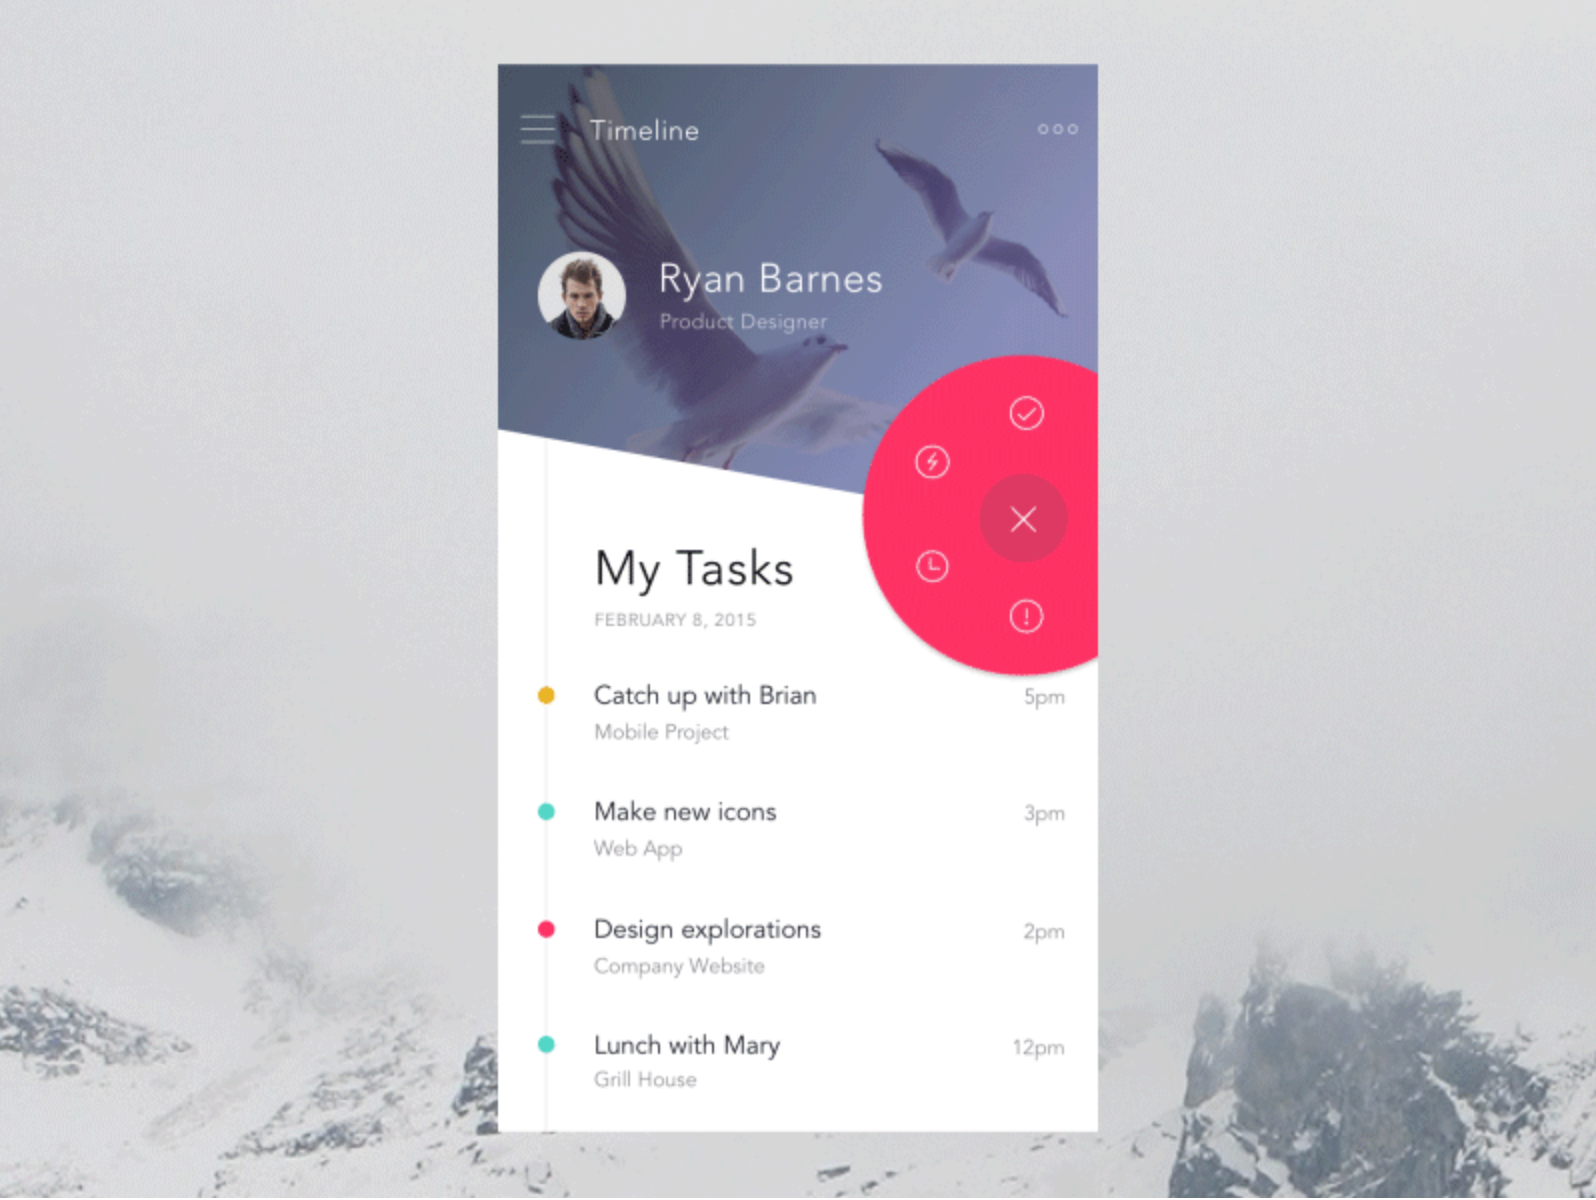 Timeline
Ryan Barnes
Product Designer
My Tasks
FEBRUARY 8, 2015
Catch up with Brian
5pm
Mobile Project
Make new icons
3pm
Web App
Design explorations
2pm
Company Website
Lunch with Mary
12pm
Grill House